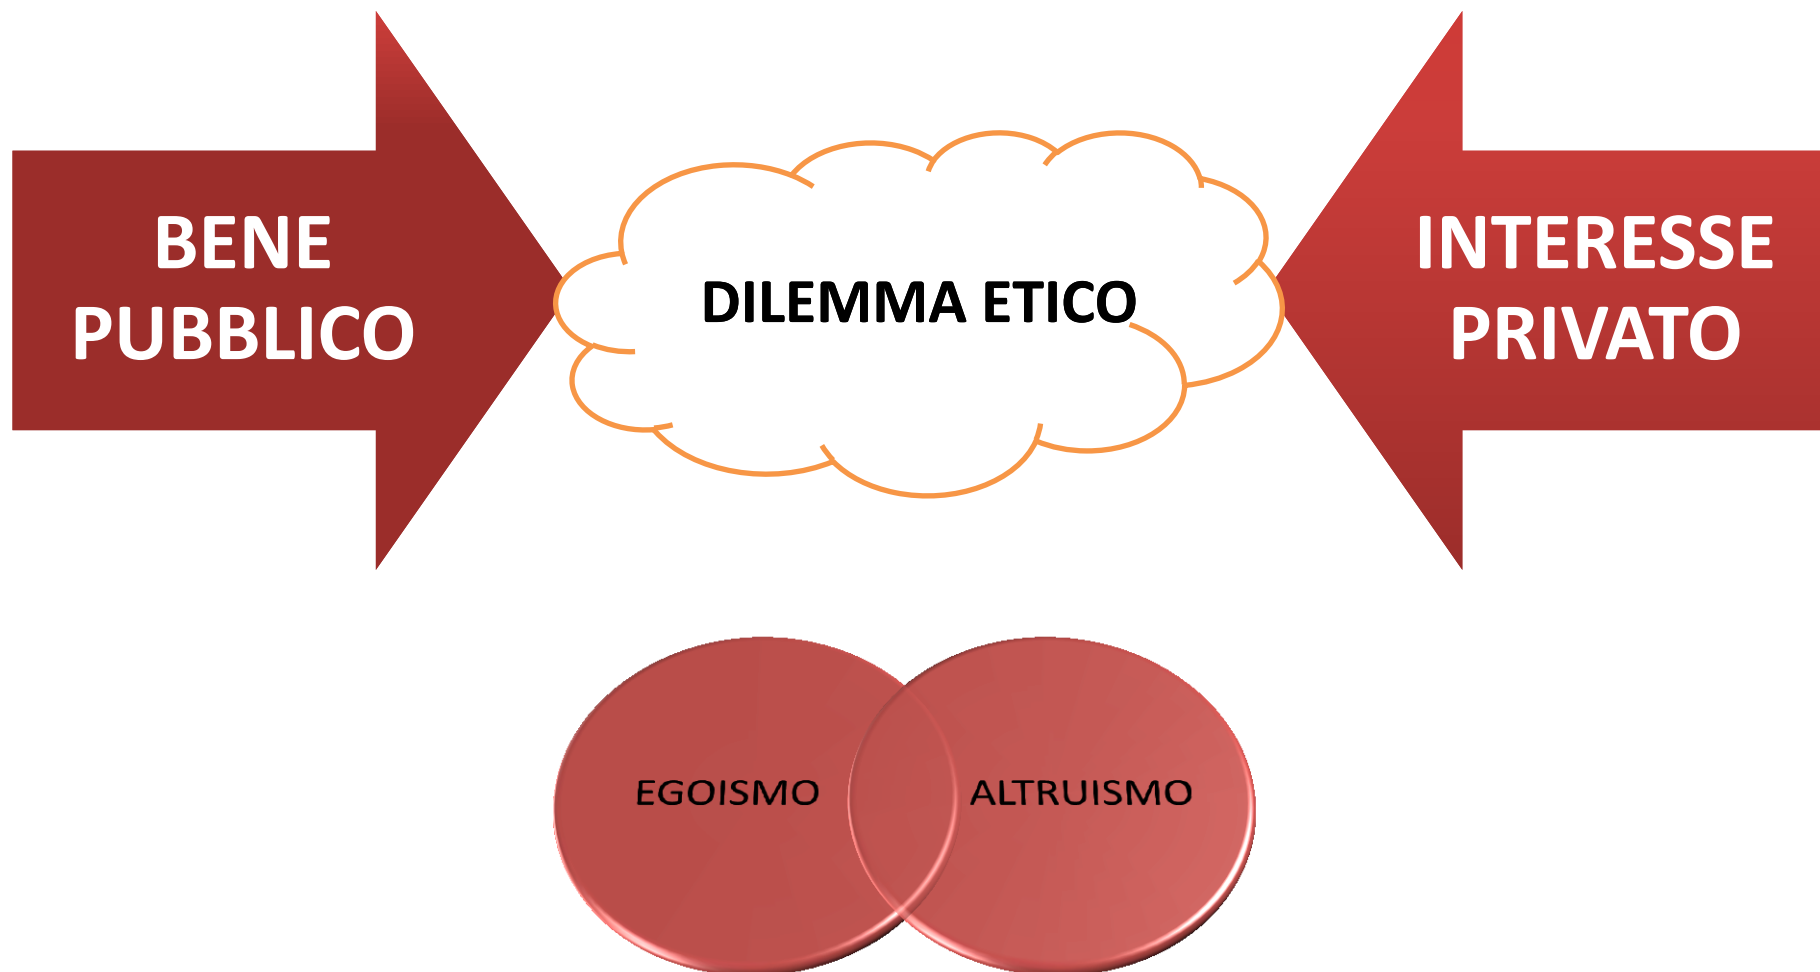 BENE
PUBBLICO
DILEMMA ETICO
INTERESSE
PRIVATO
EGOISMO
ALTRUISMO